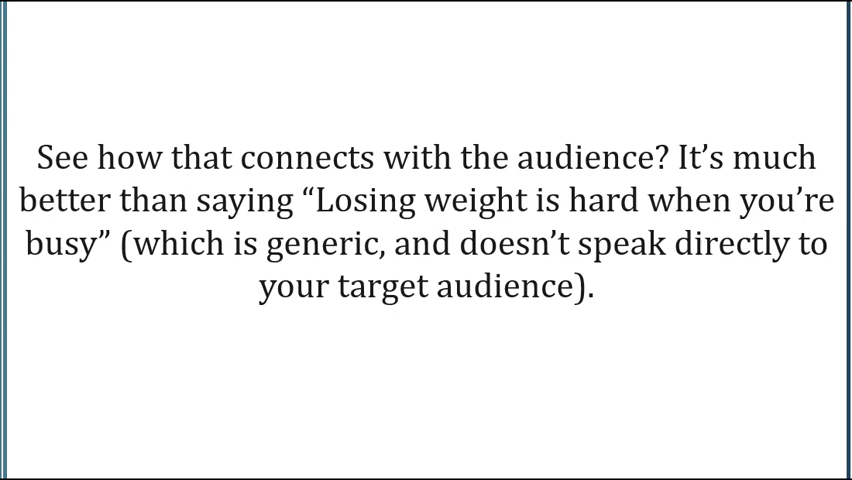 See how that connects with the audience? It’s much
better than saying “Losing weight is hard when you’re
busy” (which is generic, and doesn’t speak directly to
your target audience).